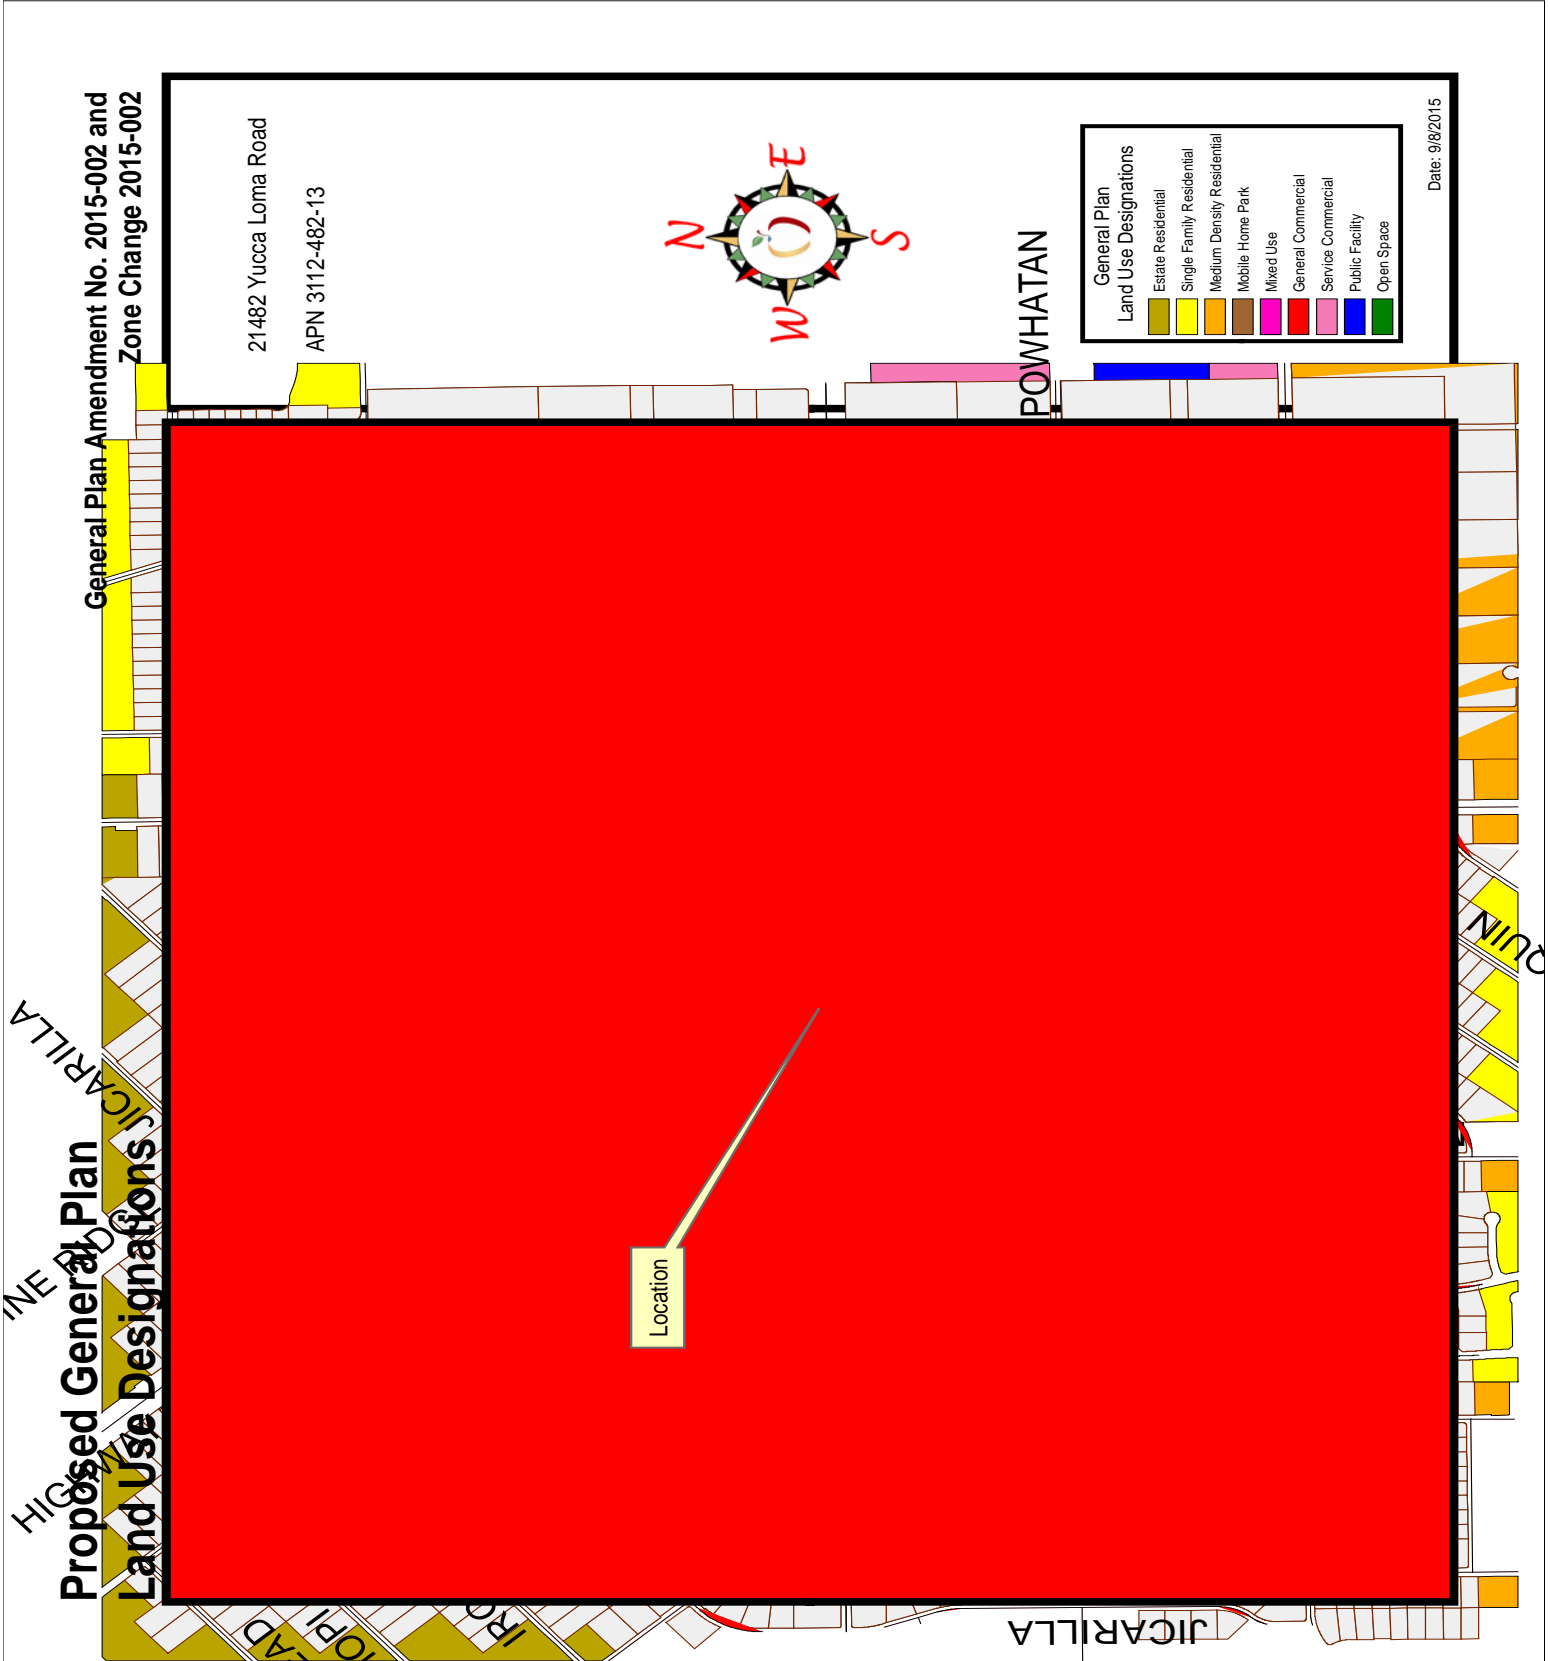 Proposed General Plan
Land Use Designations
General Plan Amendment No. 2015-002 and
Zone Change 2015-002
21482 Yucca Loma Road
APN 3112-482-13
N
W
E
S
POWHATAN
General Plan
Land Use Designations
Estate Residential
Single Family Residential
Medium Density Residential
Mobile Home Park
Mixed Use
General Commercial
Service Commercial
Public Facility
Open Space
Date: 9/8/2015
Location
JICARILLA
JICARILLA
QUIN
OPI
IRO